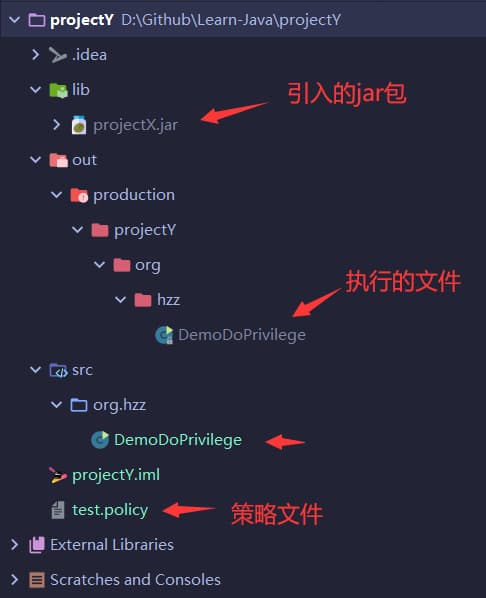 projectY D:\Github\Learn-Java\projectY
.idea
lib
引入的jar包
projectX.jar
out
production
projectY
org
hzz
执行的文件
DemoDoPrivilege
src
org.hzz
DemoDoPrivilege
projectY.iml
test.policy
策略文件
External Libraries
Scratches and Consoles